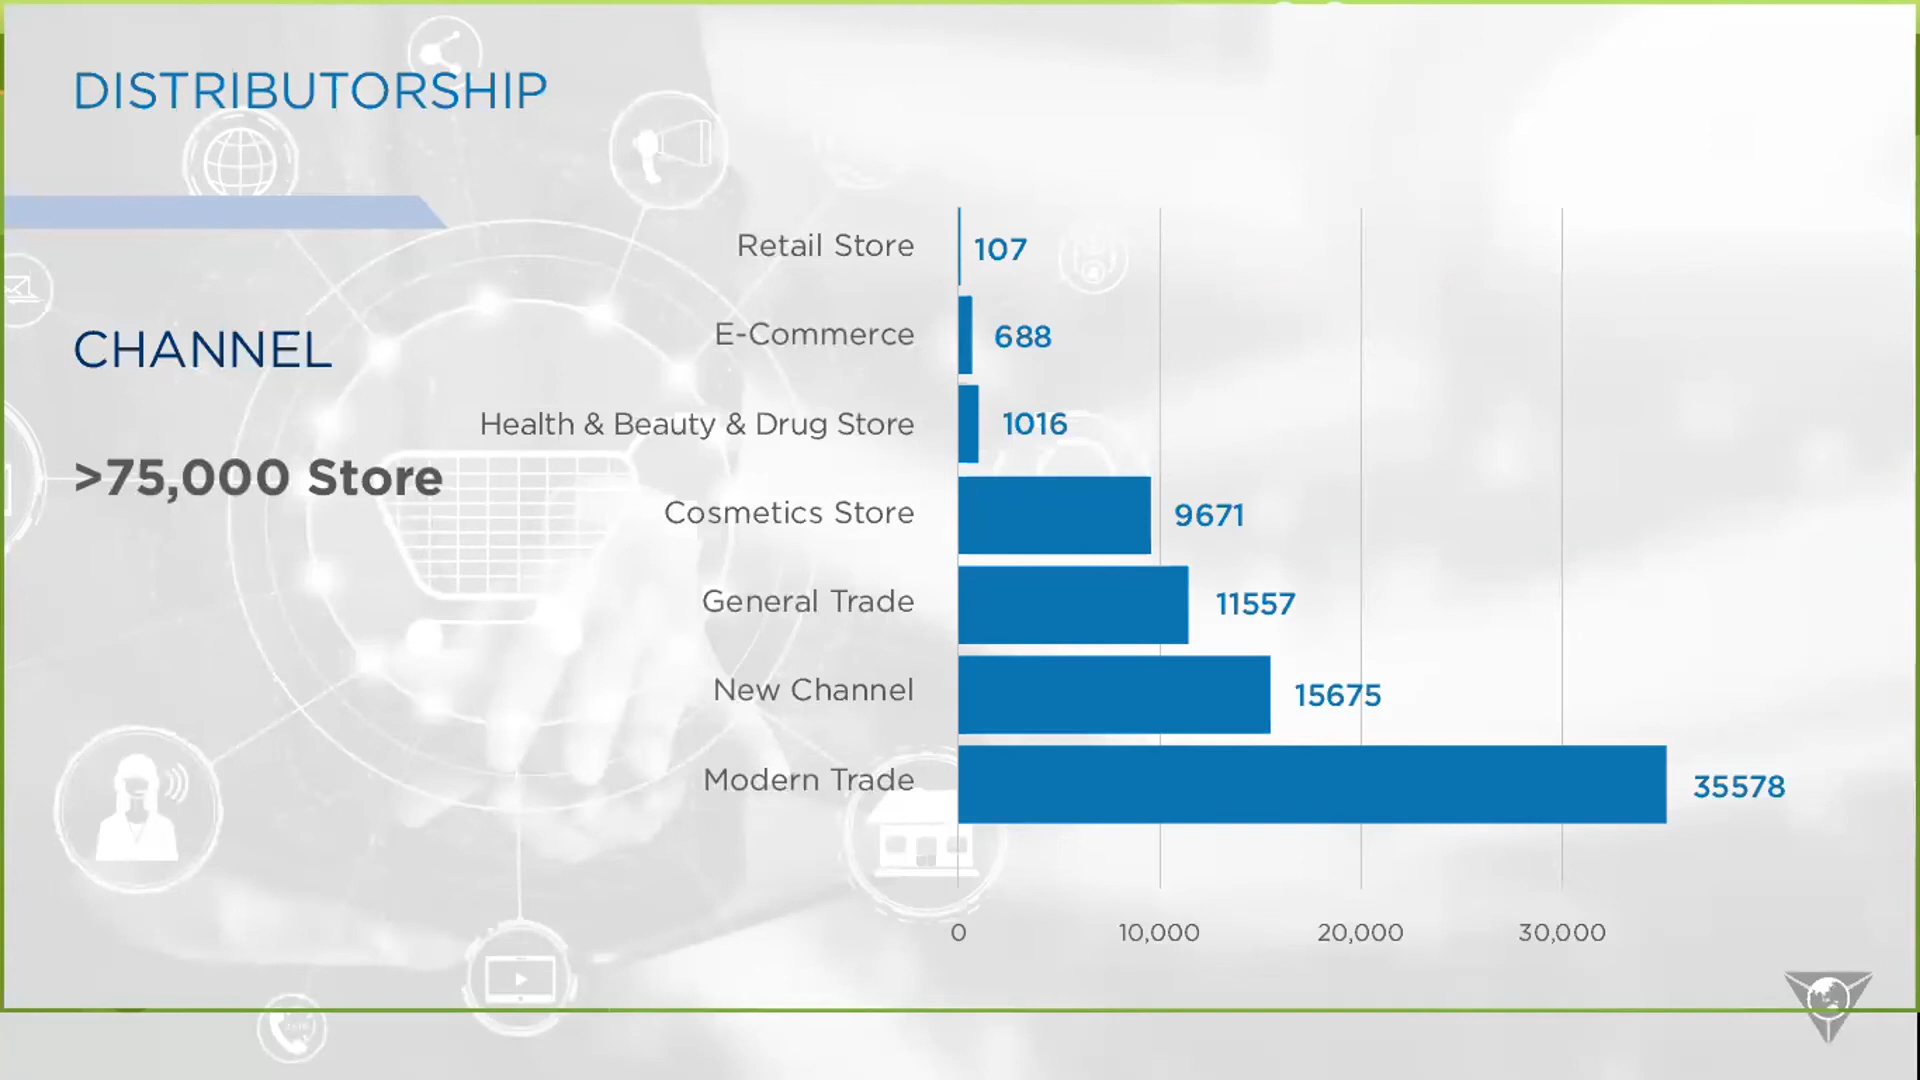 DISTRIBUTORSHIP
CHANNEL
>75,000 Store
Retail Store 107
E-Commerce 688
Health & Beauty & Drug Store 1016
Cosmetics Store 9671
General Trade 11557
New Channel 15675
Modern Trade 35578
0 10,000 20,000 30,000